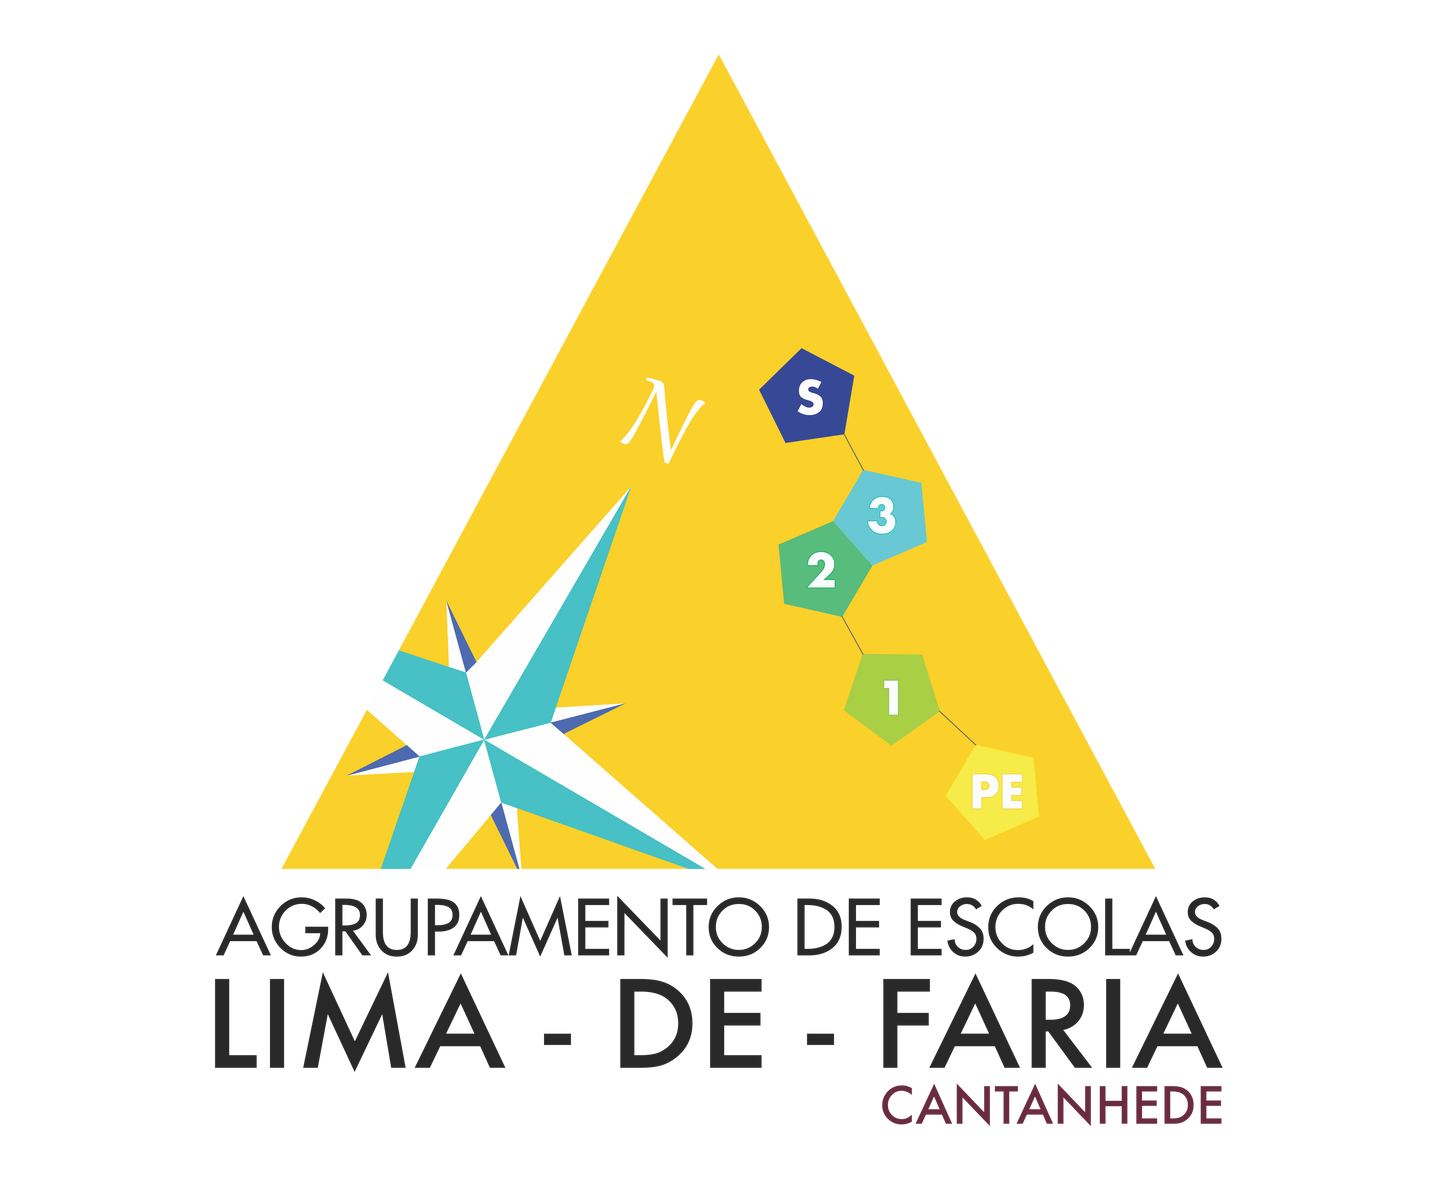 N
S
3
2
1
PE
AGRUPAMENTO DE ESCOLAS
LIMA - DE - FARIA
CANTANHEDE